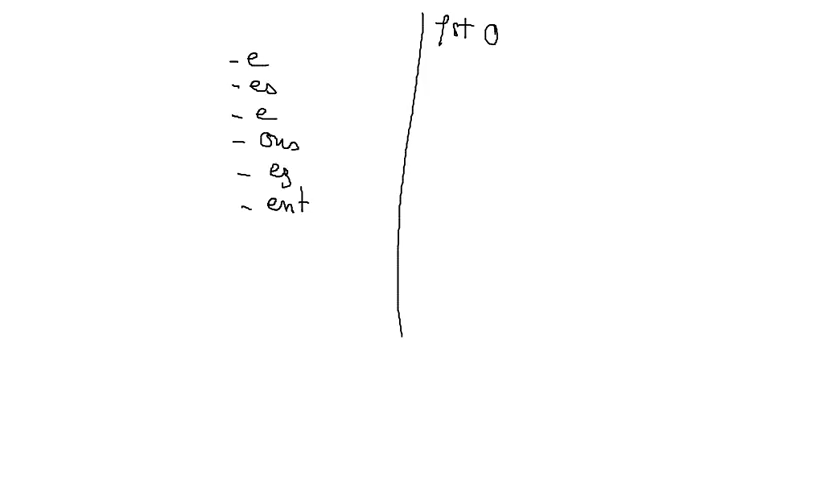 1st O
- e
- es
- e
- ons
- ez
- ent